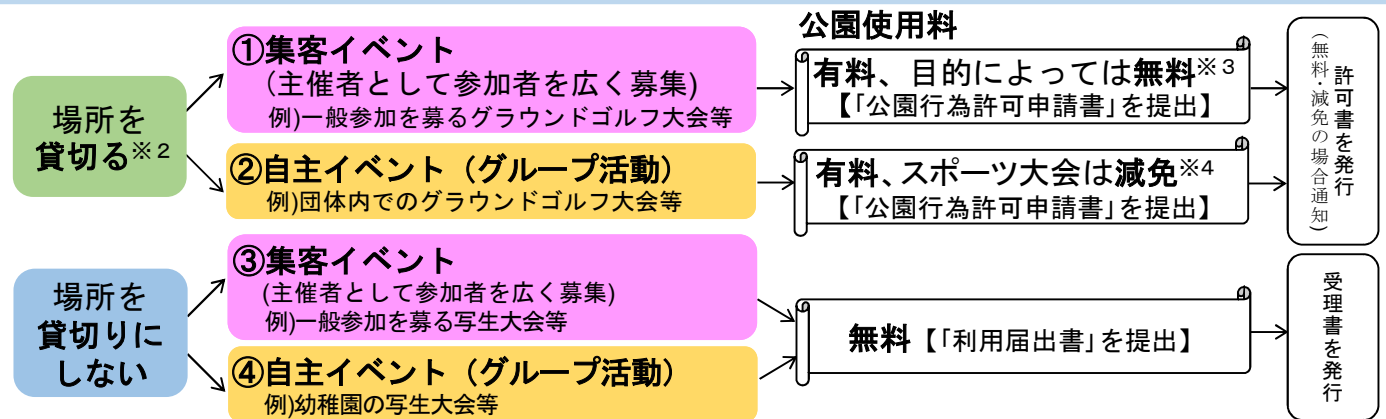 公園使用料
場所を
貸切る※2
①集客イベント
(主催者として参加者を広く募集)
例)一般参加を募るグラウンドゴルフ大会等
有料、目的によっては無料※3
【「公園行為許可申請書」を提出】
②自主イベント（グループ活動）
例)団体内でのグラウンドゴルフ大会等
有料、スポーツ大会は減免※4
【「公園行為許可申請書」を提出】
許可書を発行
(無料・減免の場合通知)
場所を
貸切りに
しない
③集客イベント
(主催者として参加者を広く募集)
例)一般参加を募る写生大会等
④自主イベント（グループ活動）
例)幼稚園の写生大会等
無料【「利用届出書」を提出】
受理書を発行